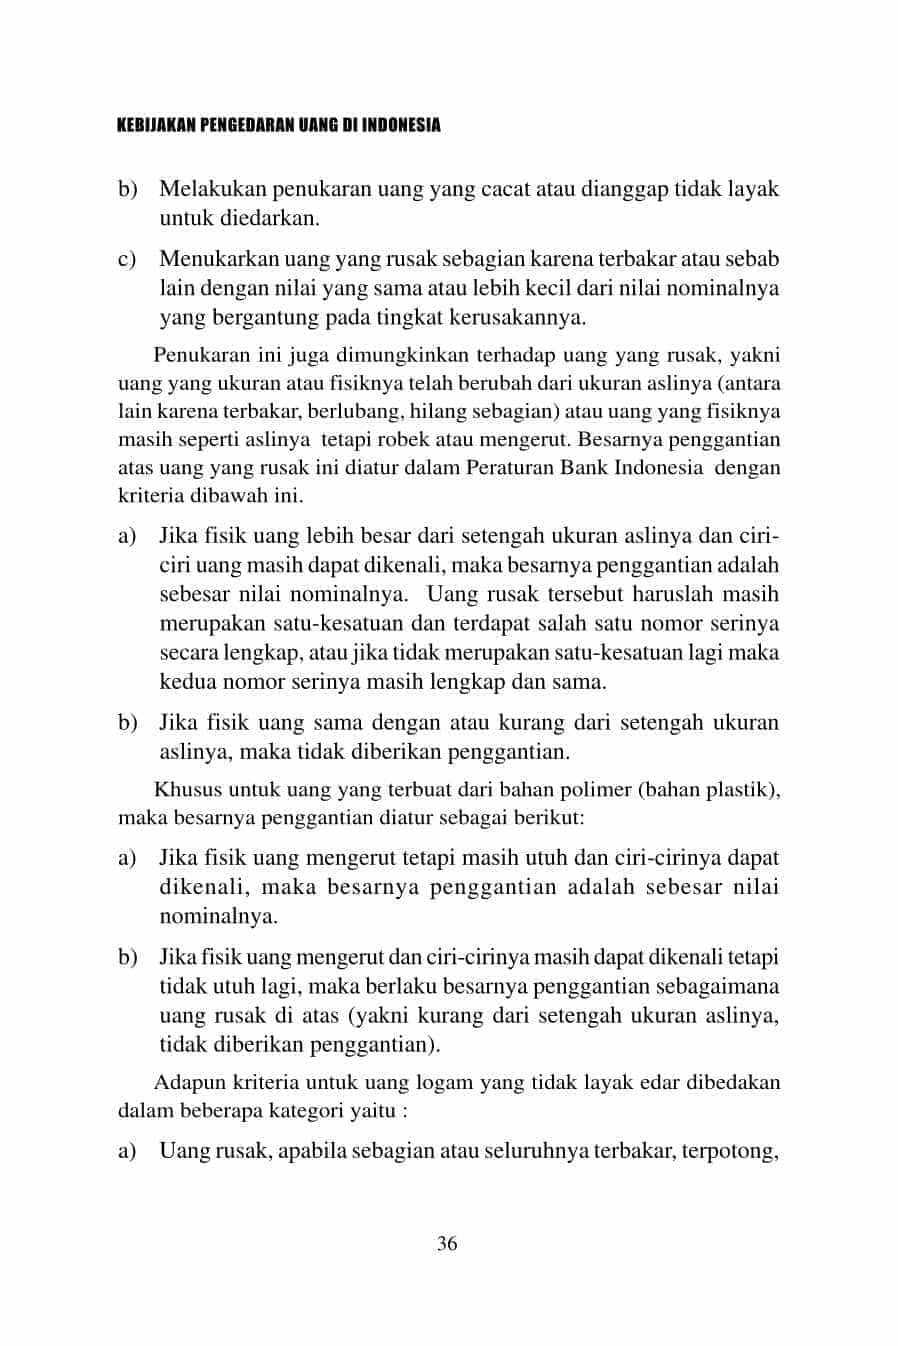 KEBIJAKAN PENGEDARAN UANG DI INDONESIA
b) Melakukan penukaran uang yang cacat atau dianggap tidak layak
untuk diedarkan.
c) Menukarkan uang yang rusak sebagian karena terbakar atau sebab
lain dengan nilai yang sama atau lebih kecil dari nilai nominalnya
yang bergantung pada tingkat kerusakannya.
Penukaran ini juga dimungkinkan terhadap uang yang rusak, yakni
uang yang ukuran atau fisiknya telah berubah dari ukuran aslinya (antara
lain karena terbakar, berlubang, hilang sebagian) atau uang yang fisiknya
masih seperti aslinya tetapi robek atau mengerut. Besarnya penggantian
atas uang yang rusak ini diatur dalam Peraturan Bank Indonesia dengan
kriteria dibawah ini.
a) Jika fisik uang lebih besar dari setengah ukuran aslinya dan ciri-
ciri uang masih dapat dikenali, maka besarnya penggantian adalah
sebesar nilai nominalnya. Uang rusak tersebut haruslah masih
merupakan satu-kesatuan dan terdapat salah satu nomor serinya
secara lengkap, atau jika tidak merupakan satu-kesatuan lagi maka
kedua nomor serinya masih lengkap dan sama.
b) Jika fisik uang sama dengan atau kurang dari setengah ukuran
aslinya, maka tidak diberikan penggantian.
Khusus untuk uang yang terbuat dari bahan polimer (bahan plastik),
maka besarnya penggantian diatur sebagai berikut:
a) Jika fisik uang mengerut tetapi masih utuh dan ciri-cirinya dapat
dikenali, maka besarnya penggantian adalah sebesar nilai
nominalnya.
b) Jika fisik uang mengerut dan ciri-cirinya masih dapat dikenali tetapi
tidak utuh lagi, maka berlaku besarnya penggantian sebagaimana
uang rusak di atas (yakni kurang dari setengah ukuran aslinya,
tidak diberikan penggantian).
Adapun kriteria untuk uang logam yang tidak layak edar dibedakan
dalam beberapa kategori yaitu :
a) Uang rusak, apabila sebagian atau seluruhnya terbakar, terpotong,
36